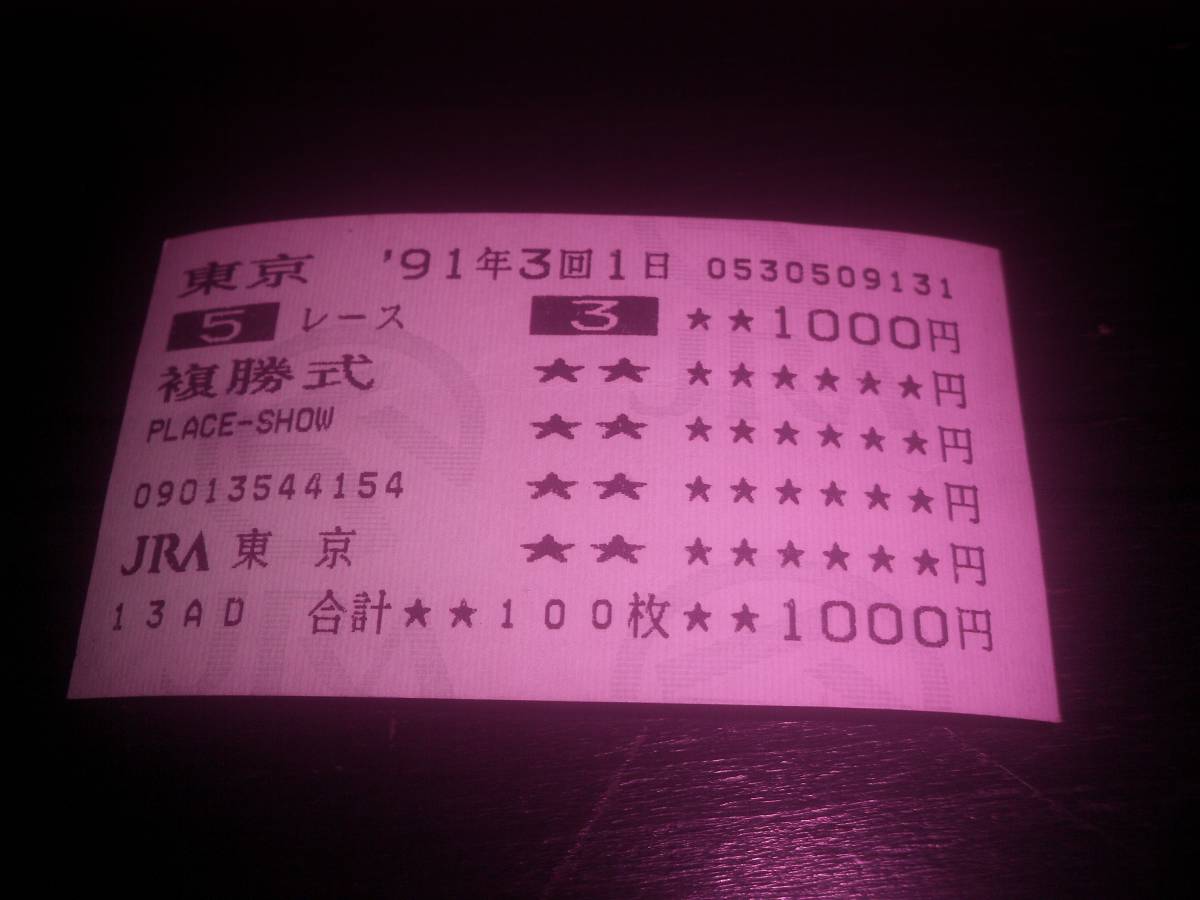 東京 '91年3回1日 0530509131
5 レース 3 ★★1000円
複勝式 ★★ ★★★★★★円
PLACE-SHOW ★★ ★★★★★★円
09013544154 ★★ ★★★★★★円
JRA 東京 ★★ ★★★★★★円
13AD 合計★★100枚★★1000円